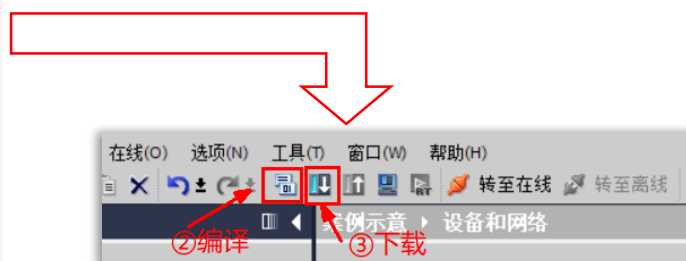 在线(O) 选项(N) 工具(T) 窗口(W) 帮助(H)
转至在线 转至离线
案例示意 设备和网络
②编译 ③下载